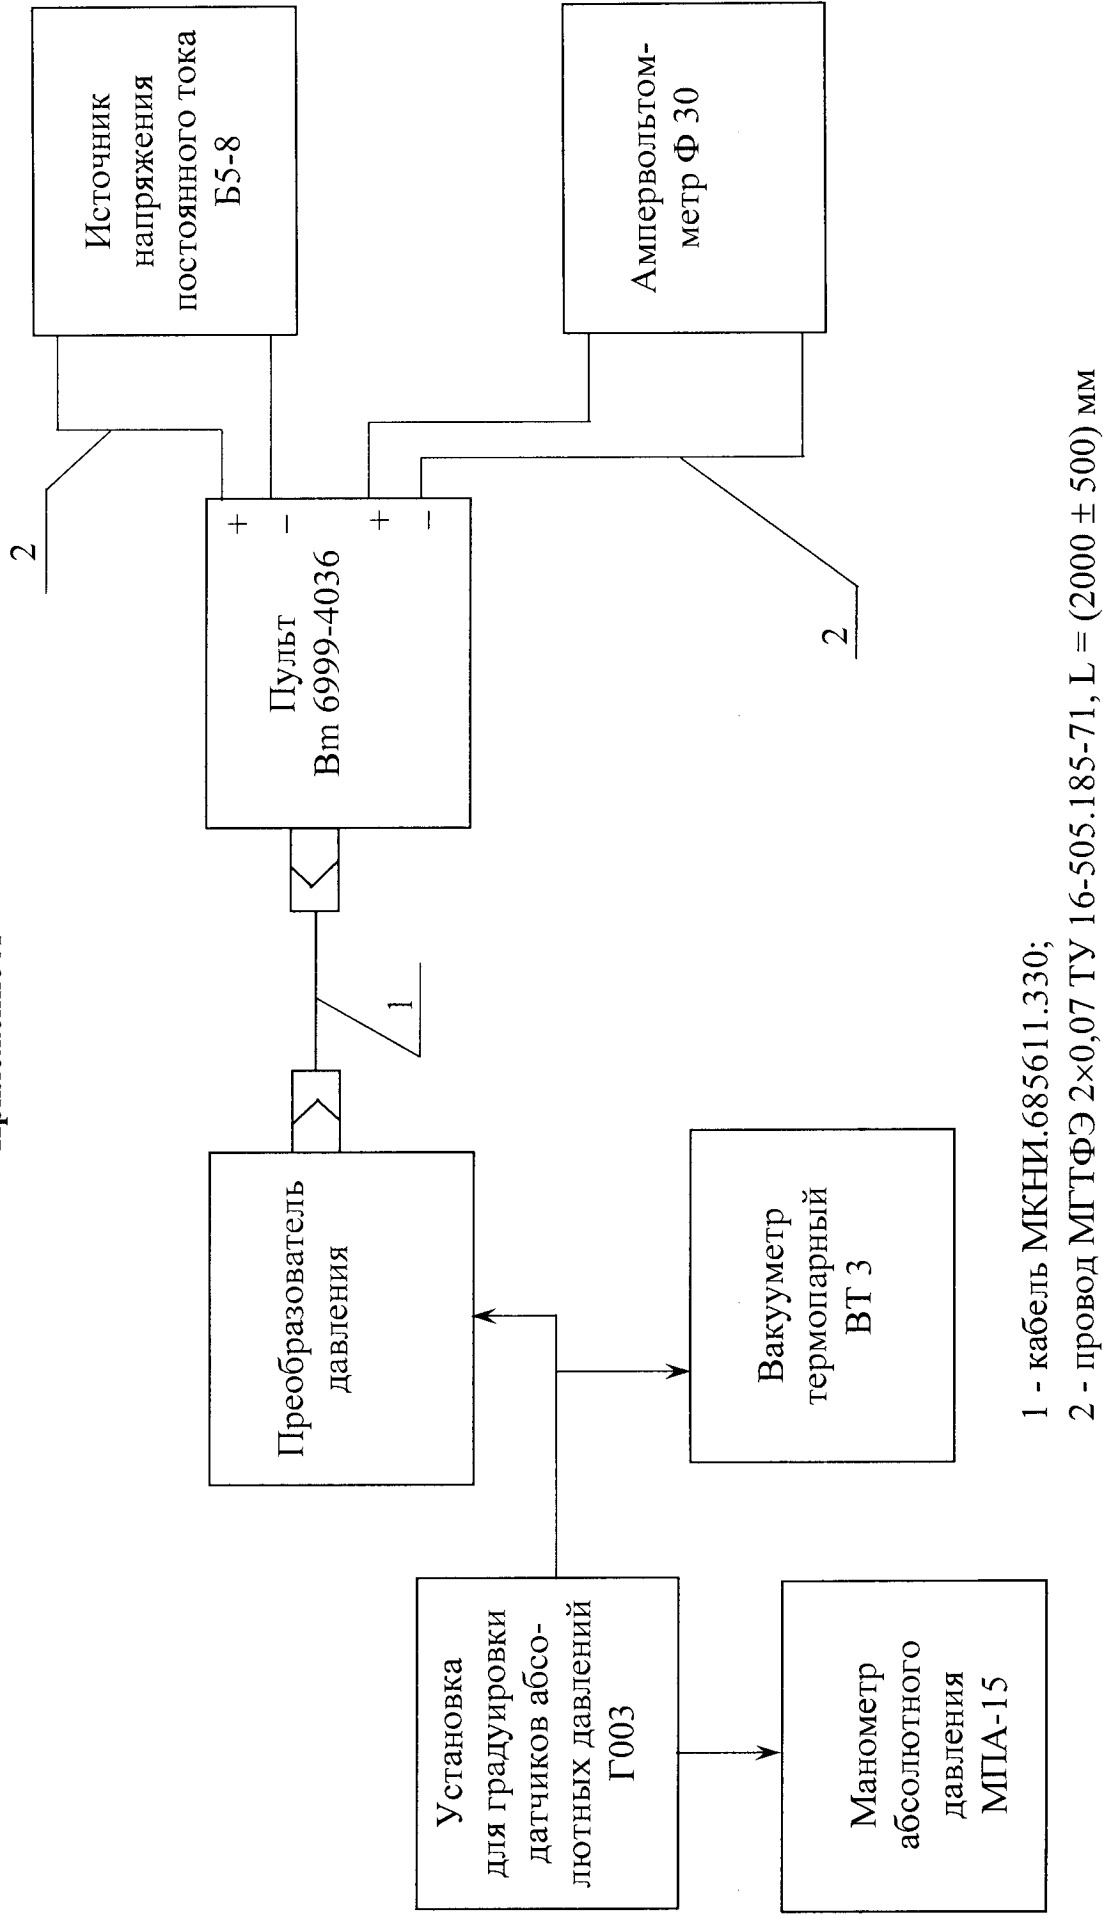 Установка
для градуировки
датчиков абсо-
лютных давлений
Г003
Манометр
абсолютного
давления
МПА-15
Преобразователь
давления
Вакууметр
термопарный
ВТ 3
1
Пульт
Вт 6999-4036
+
−
+
−
2
2
Источник
напряжения
постоянного тока
Б5-8
Ампервольтом-
метр Ф 30
1 - кабель МКНИ.685611.330;
2 - провод МГТФЭ 2×0,07 ТУ 16-505.185-71, L = (2000 ± 500) мм